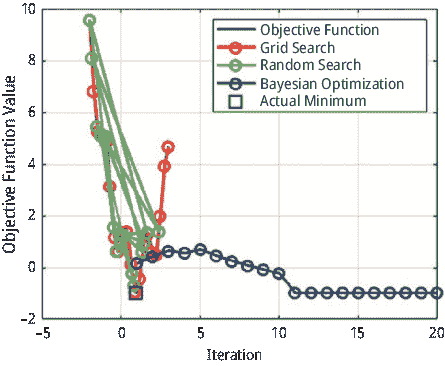 10
8
6
4
2
0
−2
−5
0
5
10
15
20
Objective Function Value
Iteration
Objective Function
Grid Search
Random Search
Bayesian Optimization
Actual Minimum